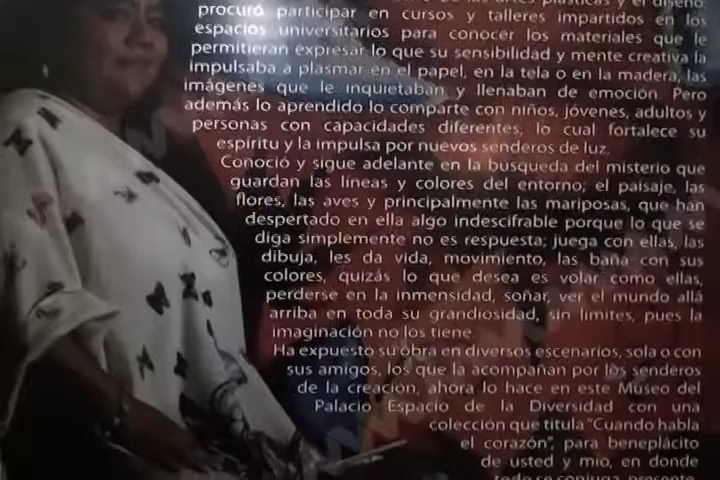 las artes plásticas y el diseño,
procuró participar en cursos y talleres impartidos en los
espacios universitarios para conocer los materiales que le
permitieran expresar lo que su sensibilidad y mente creativa la
impulsaba a plasmar en el papel, en la tela o en la madera, las
imágenes que le inquietaban y llenaban de emoción. Pero
además lo aprendido lo comparte con niños, jóvenes, adultos y
personas con capacidades diferentes, lo cual fortalece su
espíritu y la impulsa por nuevos senderos de luz.
Conoció y sigue adelante en la busqueda del misterio que
guardan las líneas y colores del entorno; el paisaje, las
flores, las aves y principalmente las mariposas, que han
despertado en ella algo indescifrable porque lo que se
diga simplemente no es respuesta; juega con ellas, las
dibuja, les da vida, movimiento, las baña con sus
colores, quizás lo que desea es volar como ellas,
perderse en la inmensidad, soñar, ver el mundo allá
arriba en toda su grandiosidad, sin limites, pues la
imaginación no los tiene.
Ha expuesto su obra en diversos escenarios, sola o con
sus amigos, los que la acompañan por los senderos
de la creación, ahora lo hace en este Museo del
Palacio Espacio de la Diversidad con una
colección que titula "Cuando habla
el corazón", para beneplácito
de usted y mío, en donde
todo se conjuga, presente